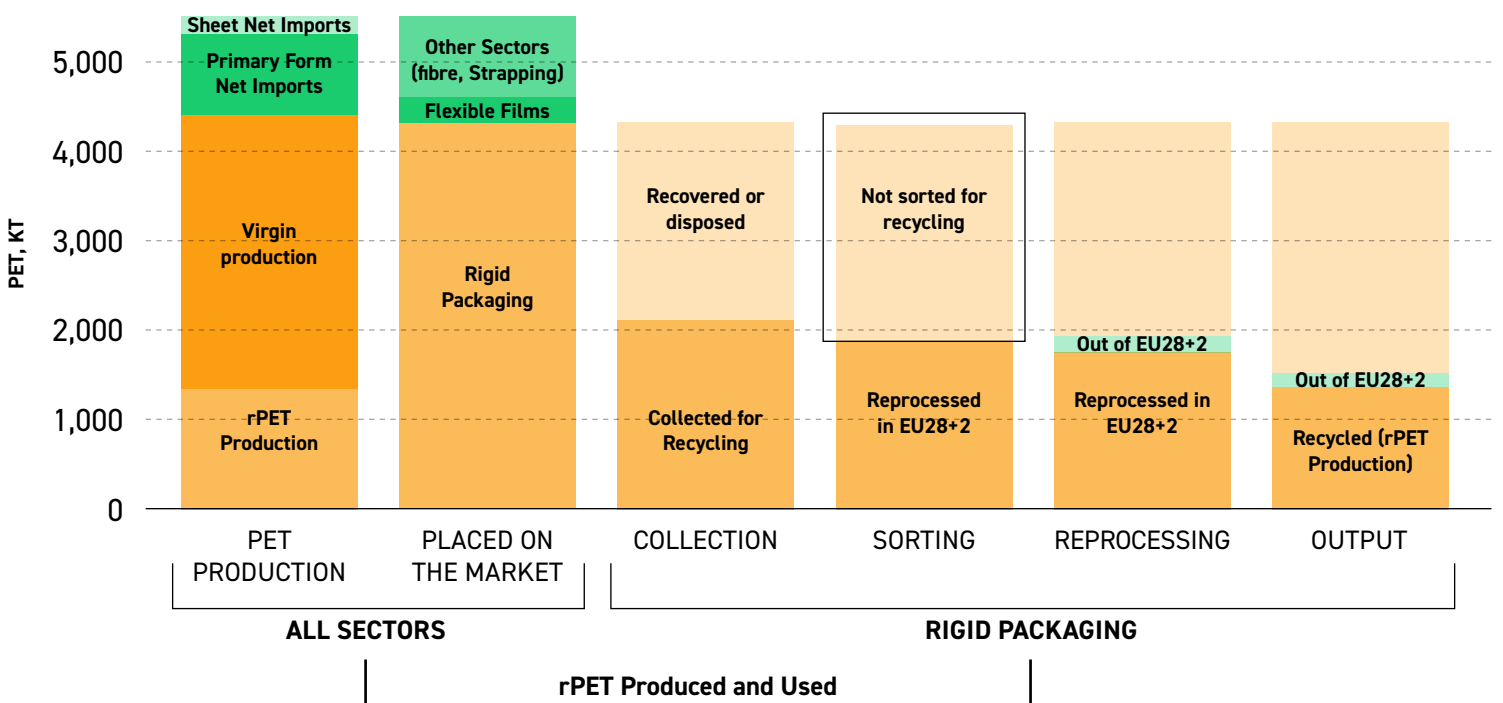 PET, KT
5,000
4,000
3,000
2,000
1,000
0
Sheet Net Imports
Primary Form
Net Imports
Virgin
production
rPET
Production
Other Sectors
(fibre, Strapping)
Flexible Films
Rigid
Packaging
Recovered or
disposed
Collected for
Recycling
Not sorted for
recycling
Reprocessed
in EU28+2
Out of EU28+2
Reprocessed in
EU28+2
Out of EU28+2
Recycled (rPET
Production)
PET
PRODUCTION
PLACED ON
THE MARKET
COLLECTION
SORTING
REPROCESSING
OUTPUT
ALL SECTORS
RIGID PACKAGING
rPET Produced and Used